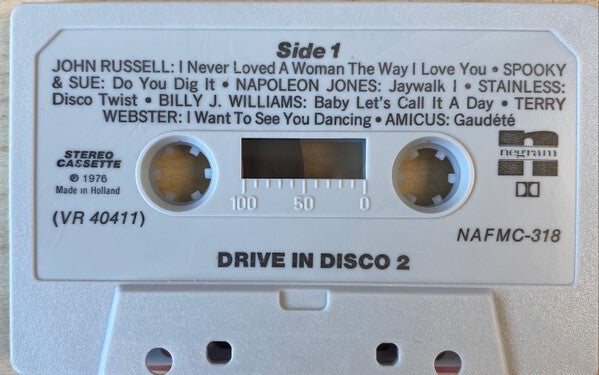 Side 1
JOHN RUSSELL: I Never Loved A Woman The Way I Love You • SPOOKY
& SUE: Do You Dig It • NAPOLEON JONES: Jaywalk I • STAINLESS:
Disco Twist • BILLY J. WILLIAMS: Baby Let's Call It A Day • TERRY
WEBSTER: I Want To See You Dancing • AMICUS: Gaudété
STEREO
CASSETTE
℗ 1976
Made in Holland
(VR 40411)
100 50 0
negram
NAFMC-318
DRIVE IN DISCO 2